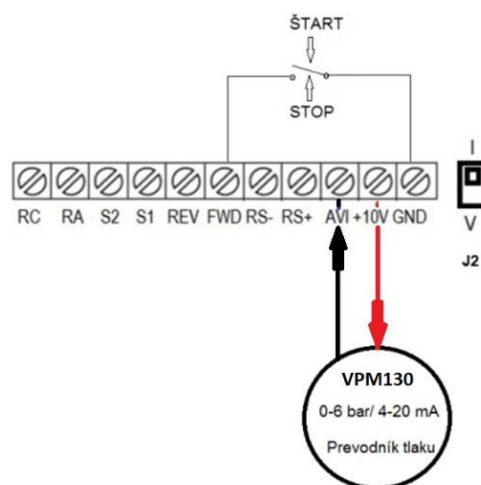 ŠTART
STOP
RC RA S2 S1 REV FWD RS- RS+ AVI +10V GND
I
V
J2
VPM130
0-6 bar/ 4-20 mA
Prevodník tlaku